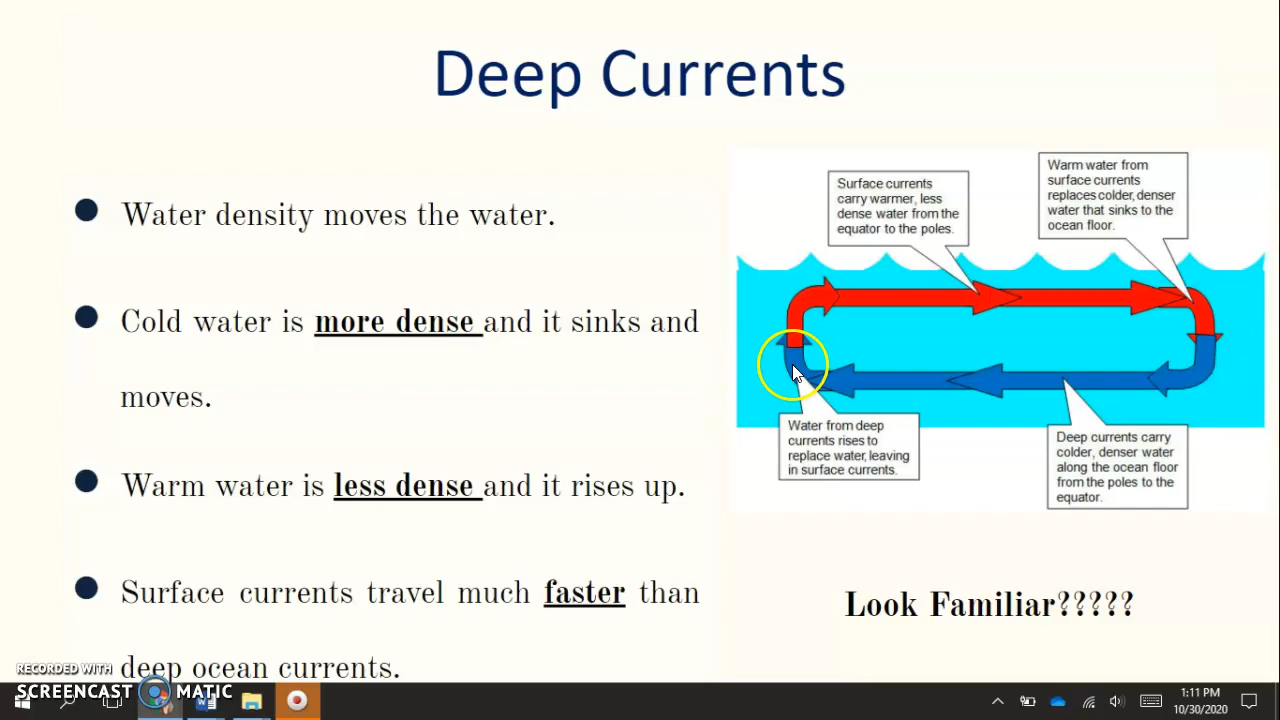 Deep Currents
Water density moves the water.
Cold water is more dense and it sinks and
moves.
Warm water is less dense and it rises up.
Surface currents travel much faster than
deep ocean currents.
Surface currents
carry warmer, less
dense water from the
equator to the poles.
Warm water from
surface currents
replaces colder, denser
water that sinks to the
ocean floor.
Water from deep
currents rises to
replace water, leaving
in surface currents.
Deep currents carry
colder, denser water
along the ocean floor
from the poles to the
equator.
Look Familiar?????
RECORDED WITH
SCREENCAST MATIC
1:11 PM
10/30/2020